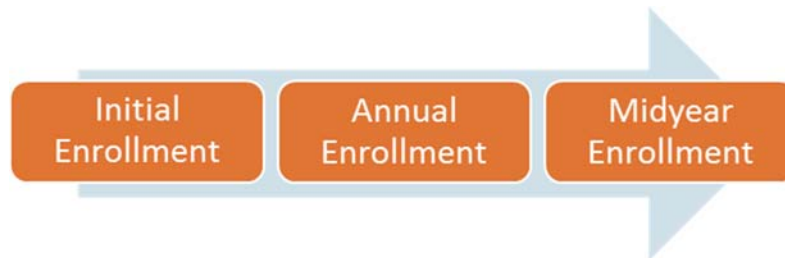 Initial
Enrollment
Annual
Enrollment
Midyear
Enrollment